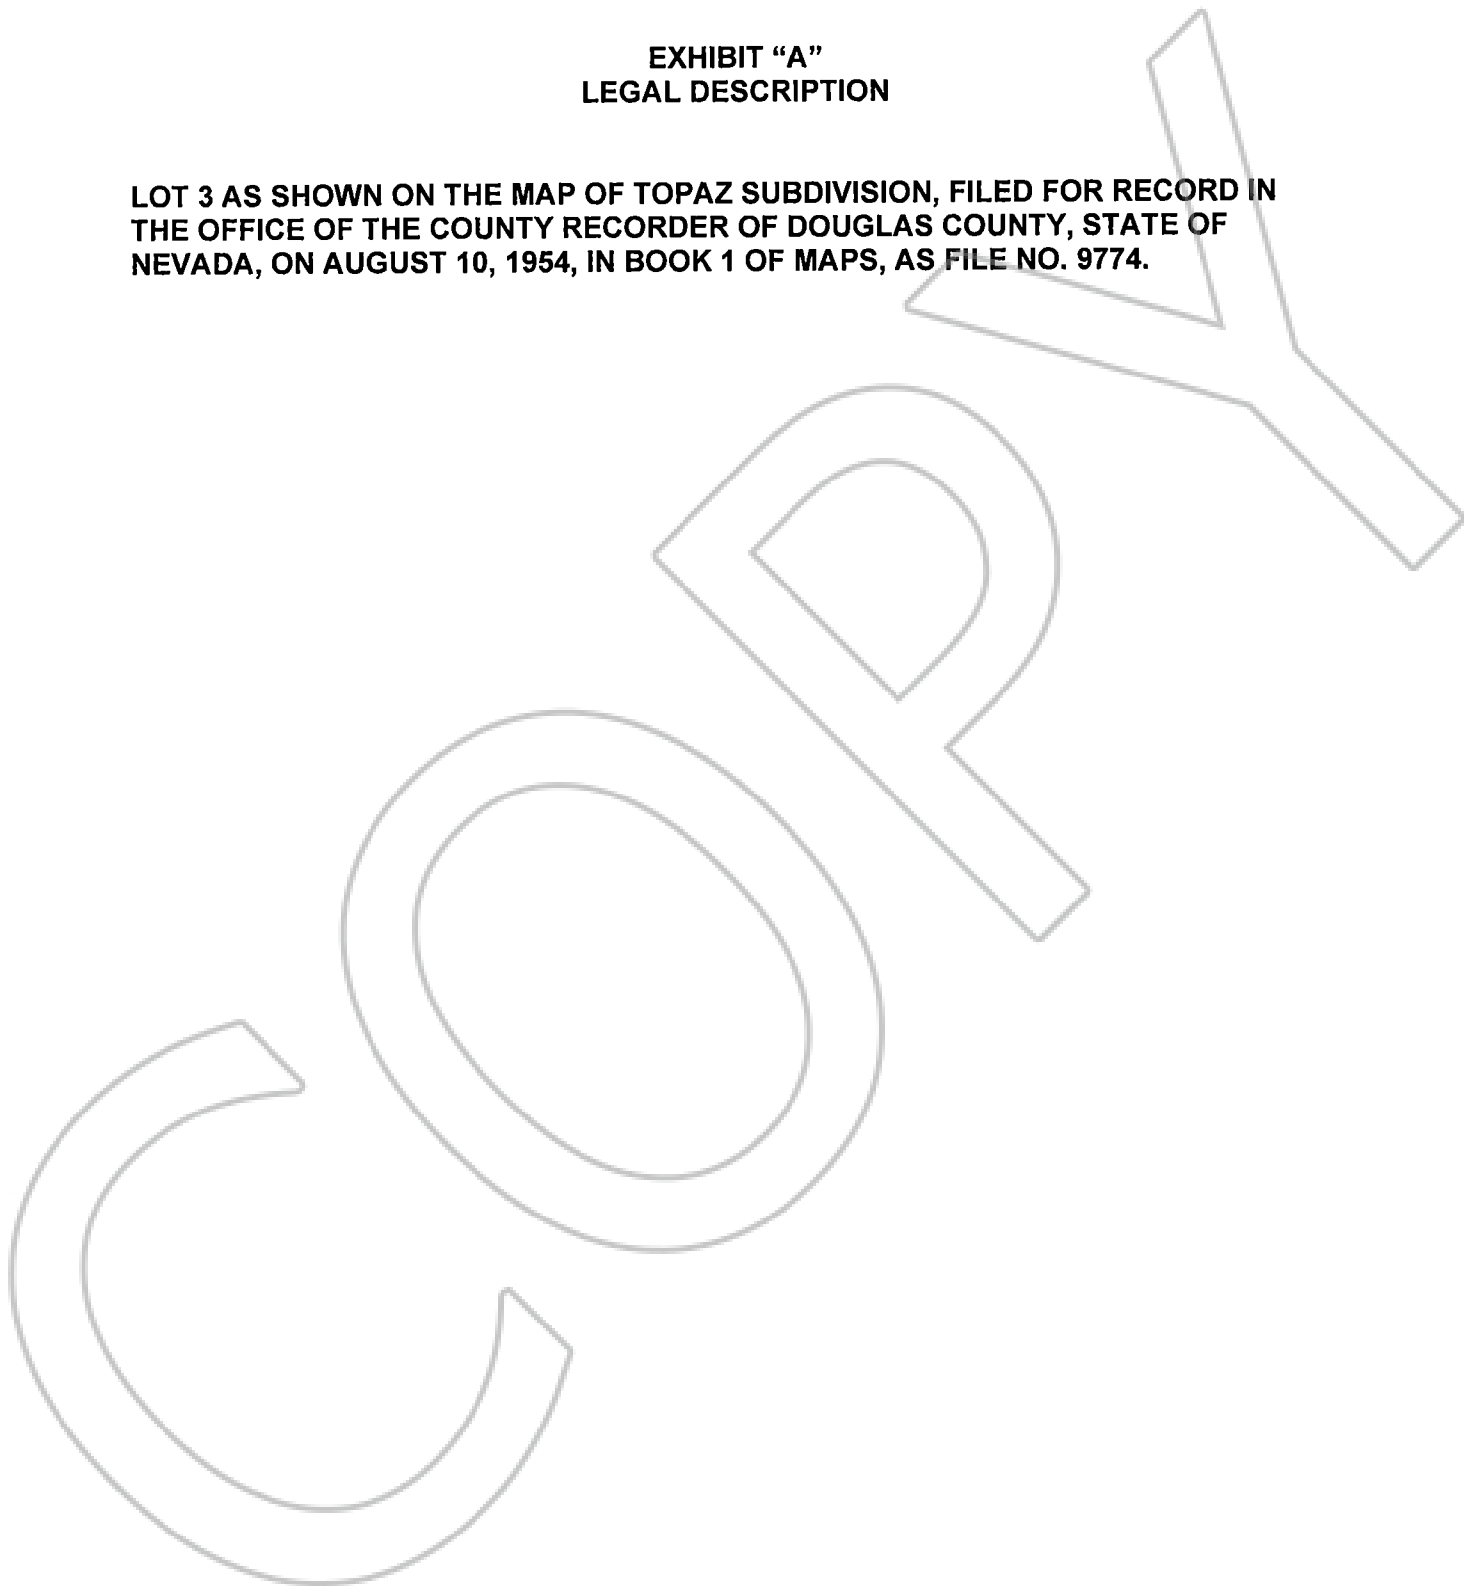 EXHIBIT “A”
LEGAL DESCRIPTION
LOT 3 AS SHOWN ON THE MAP OF TOPAZ SUBDIVISION, FILED FOR RECORD IN
THE OFFICE OF THE COUNTY RECORDER OF DOUGLAS COUNTY, STATE OF
NEVADA, ON AUGUST 10, 1954, IN BOOK 1 OF MAPS, AS FILE NO. 9774.
COPY